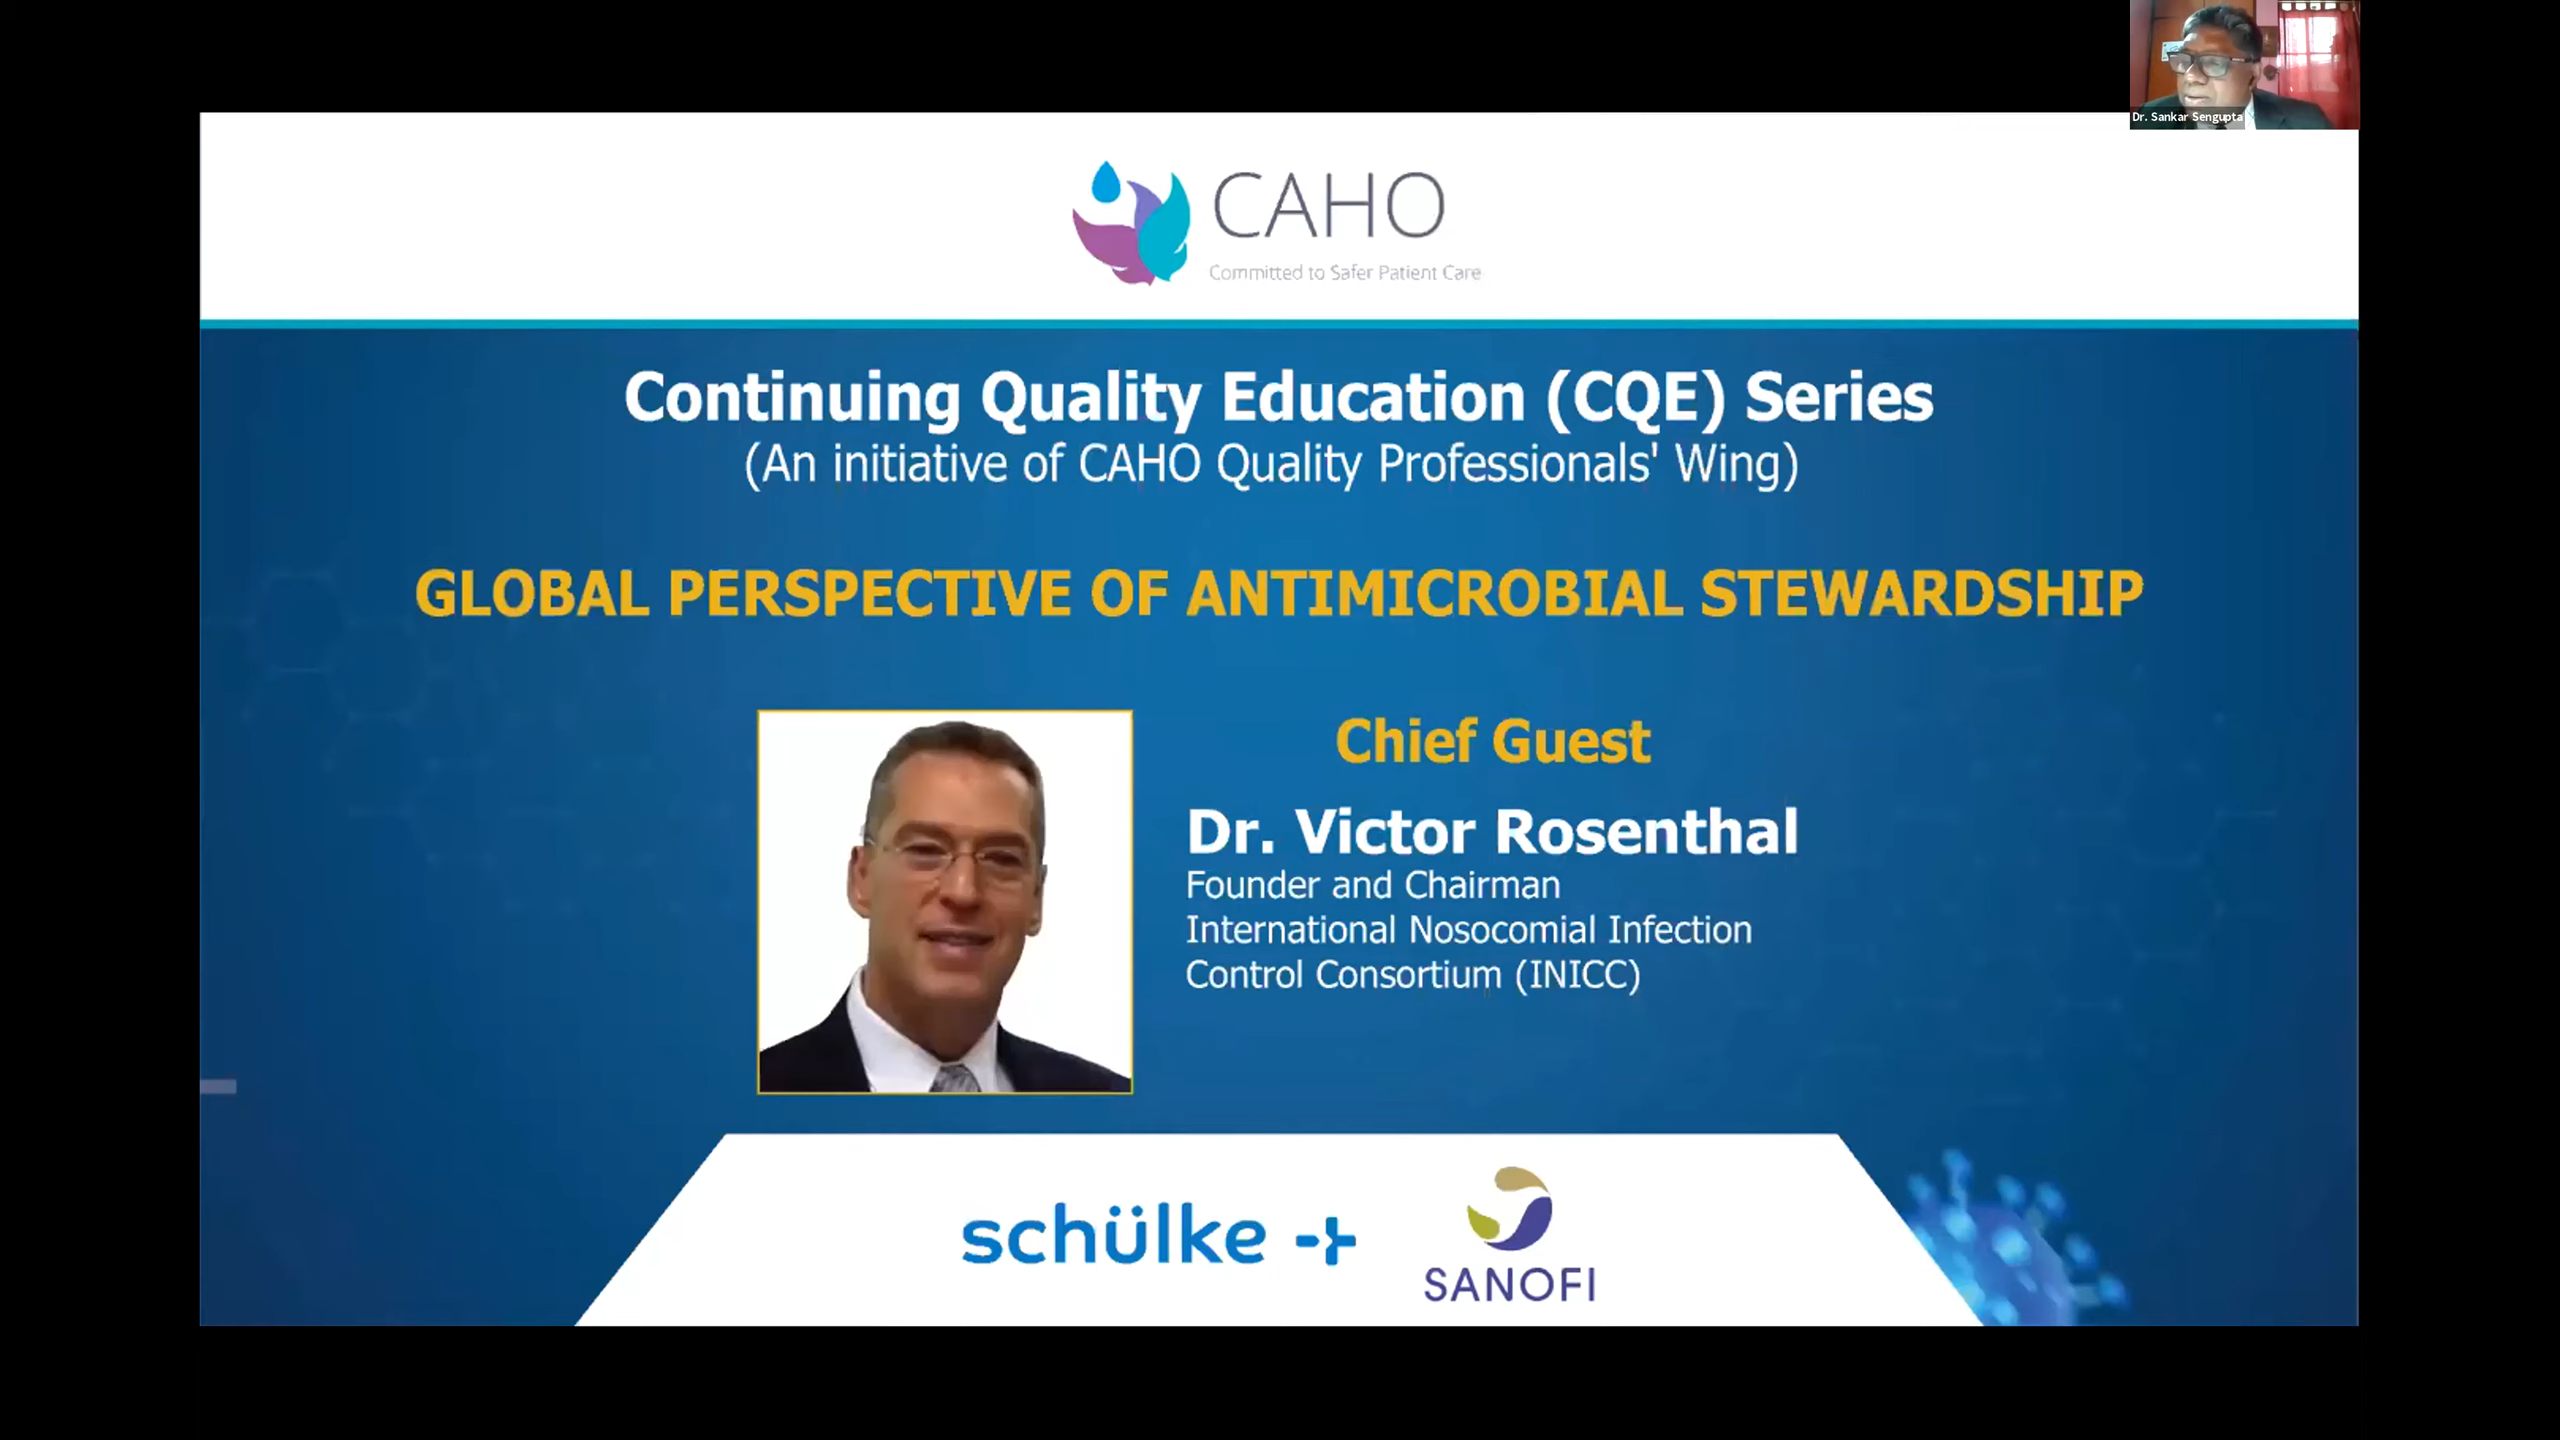 Dr. Sankar Sengupta
CAHO
Committed to Safer Patient Care
Continuing Quality Education (CQE) Series
(An initiative of CAHO Quality Professionals' Wing)
GLOBAL PERSPECTIVE OF ANTIMICROBIAL STEWARDSHIP
Chief Guest
Dr. Victor Rosenthal
Founder and Chairman
International Nosocomial Infection
Control Consortium (INICC)
schülke
SANOFI